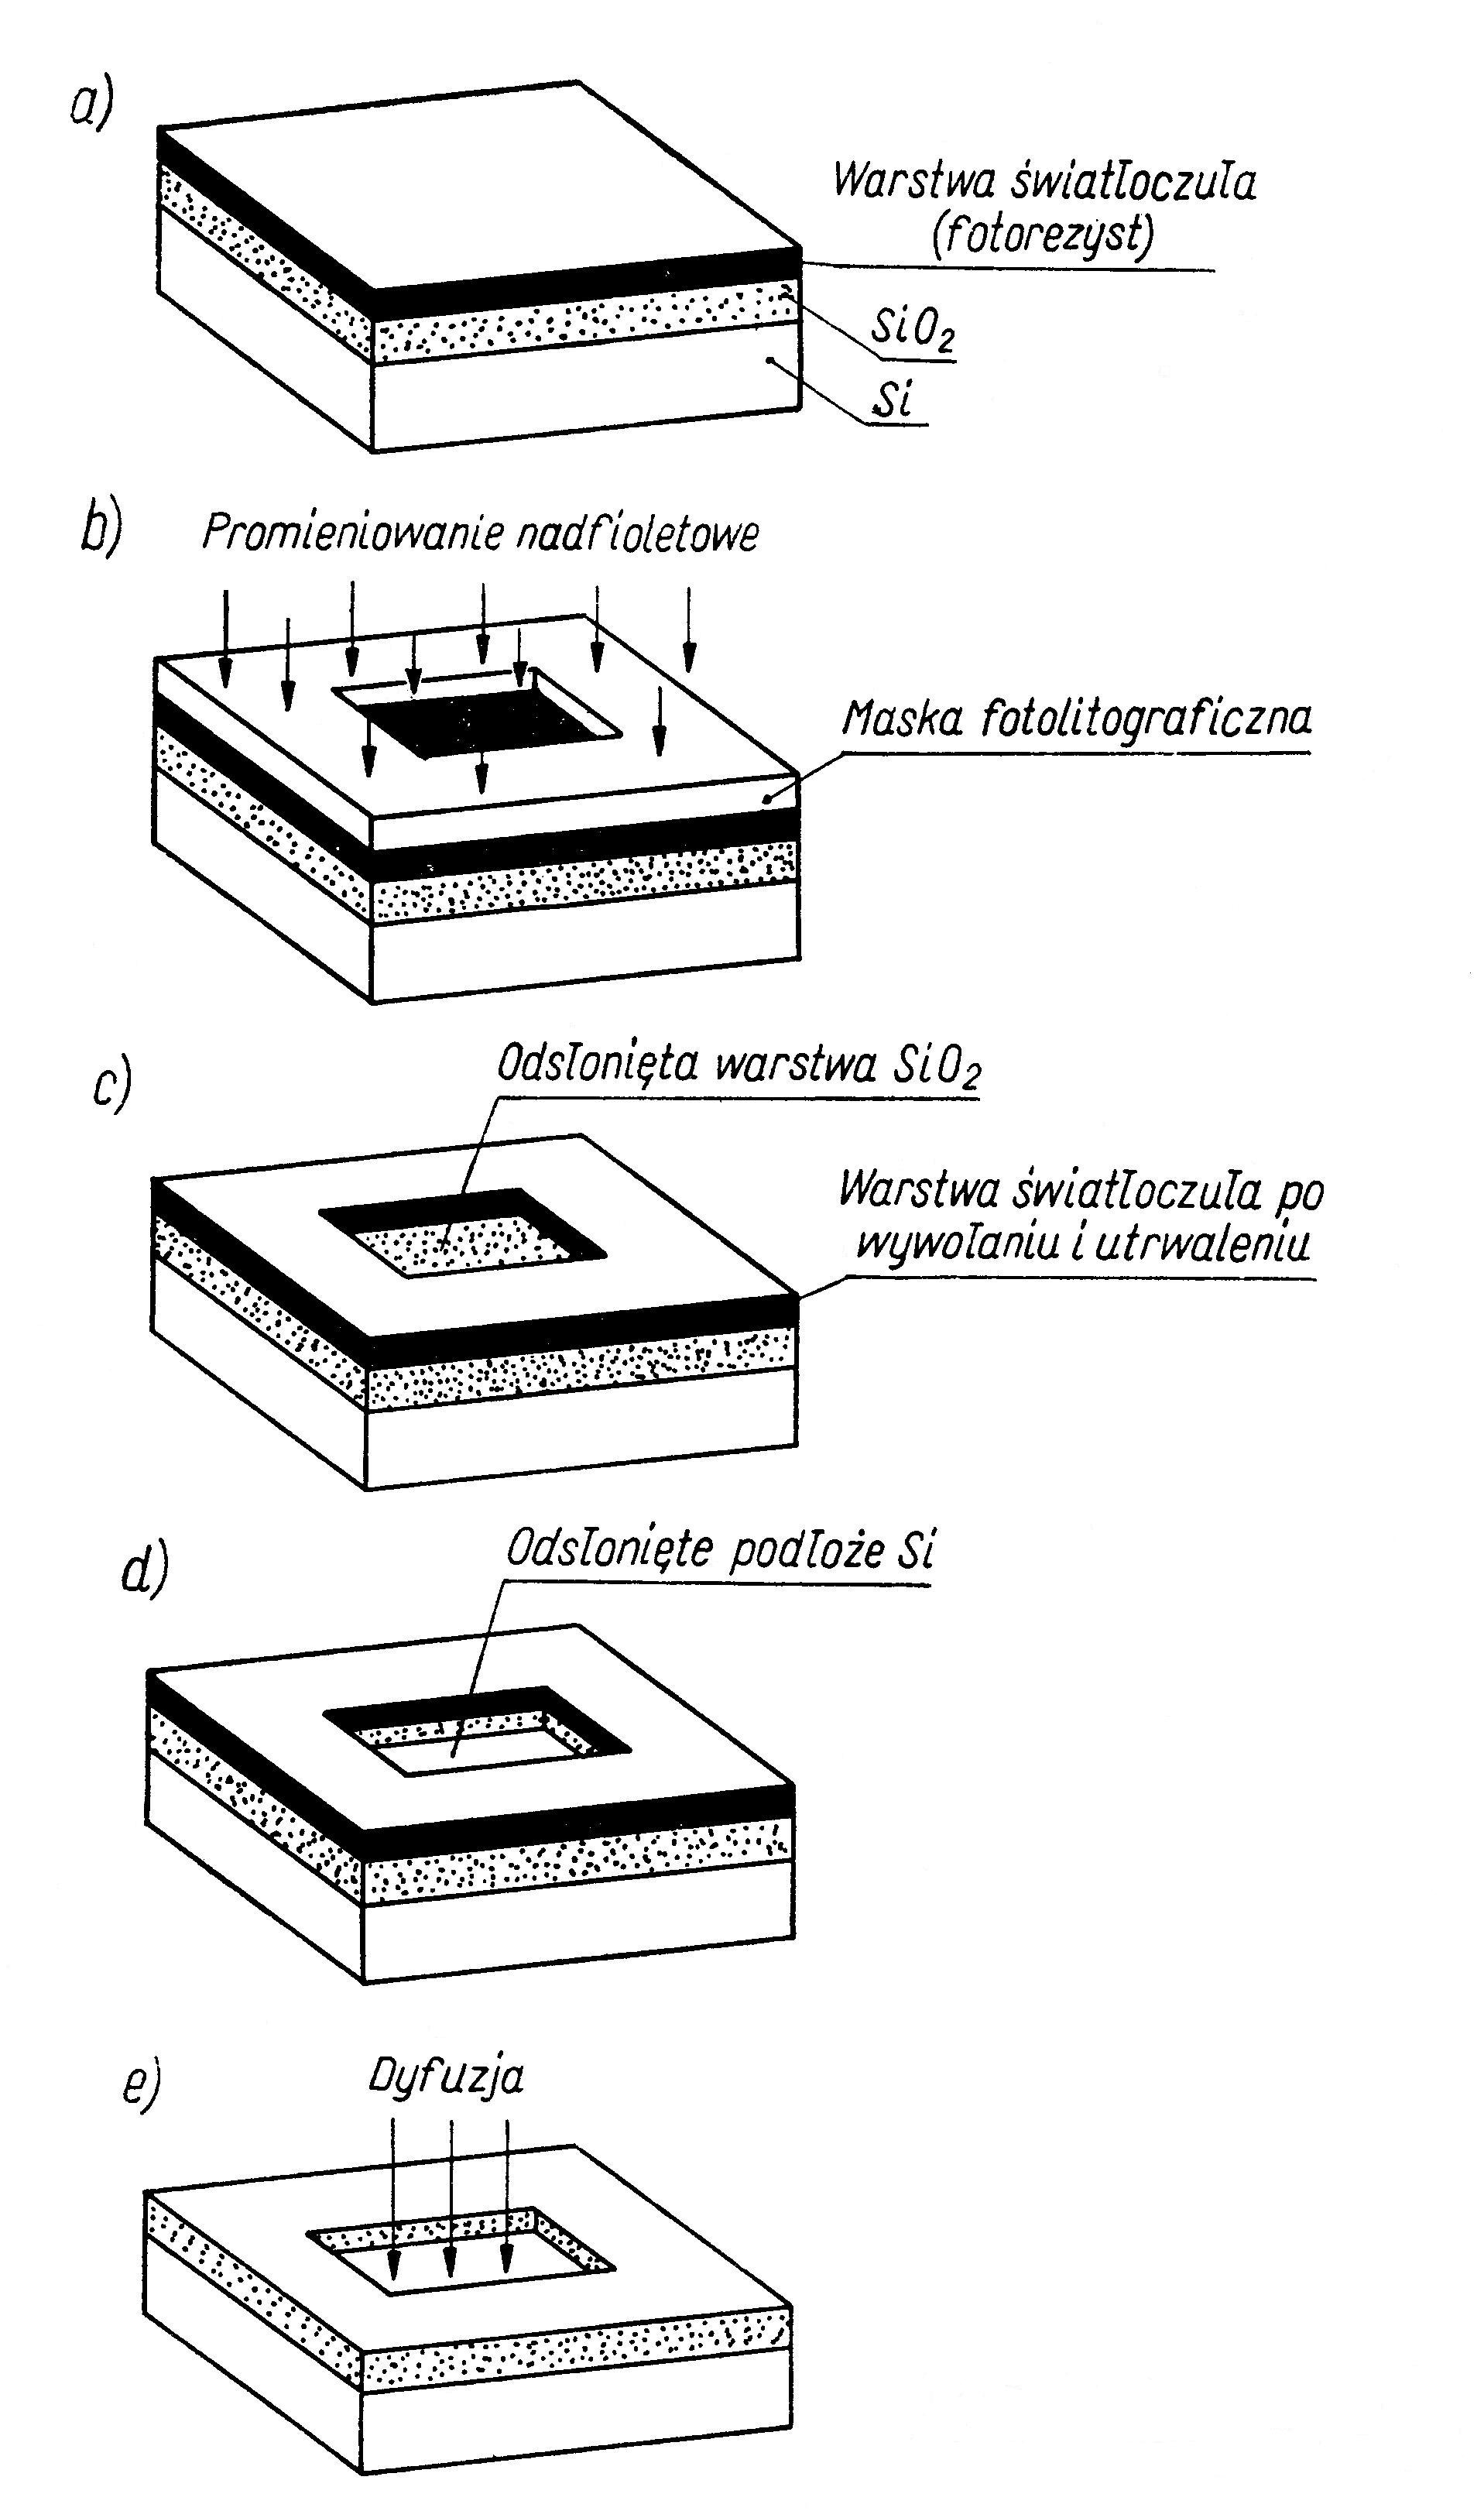 a)
Warstwa światłoczuła
(fotorezyst)
SiO₂
Si
b)
Promieniowanie nadfioletowe
Maska fotolitograficzna
c)
Odsłonięta warstwa SiO₂
Warstwa światłoczuła po
wywołaniu i utrwaleniu
d)
Odsłonięte podłoże Si
e)
Dyfuzja